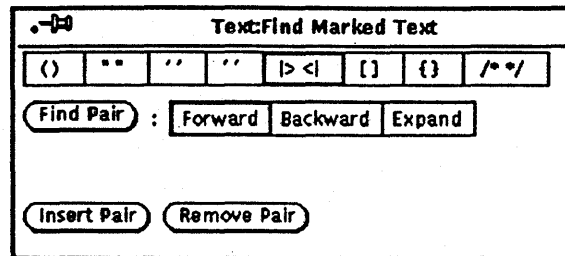 Text:Find Marked Text
() " " ' ' ' ' |> <| [] {} /* */
Find Pair : Forward Backward Expand
Insert Pair Remove Pair